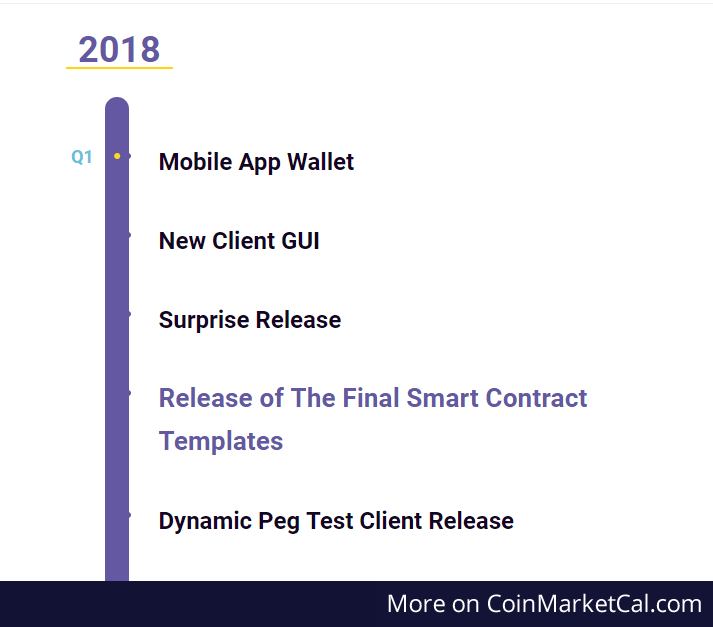 2018
Q1
Mobile App Wallet
New Client GUI
Surprise Release
Release of The Final Smart Contract
Templates
Dynamic Peg Test Client Release
More on CoinMarketCal.com